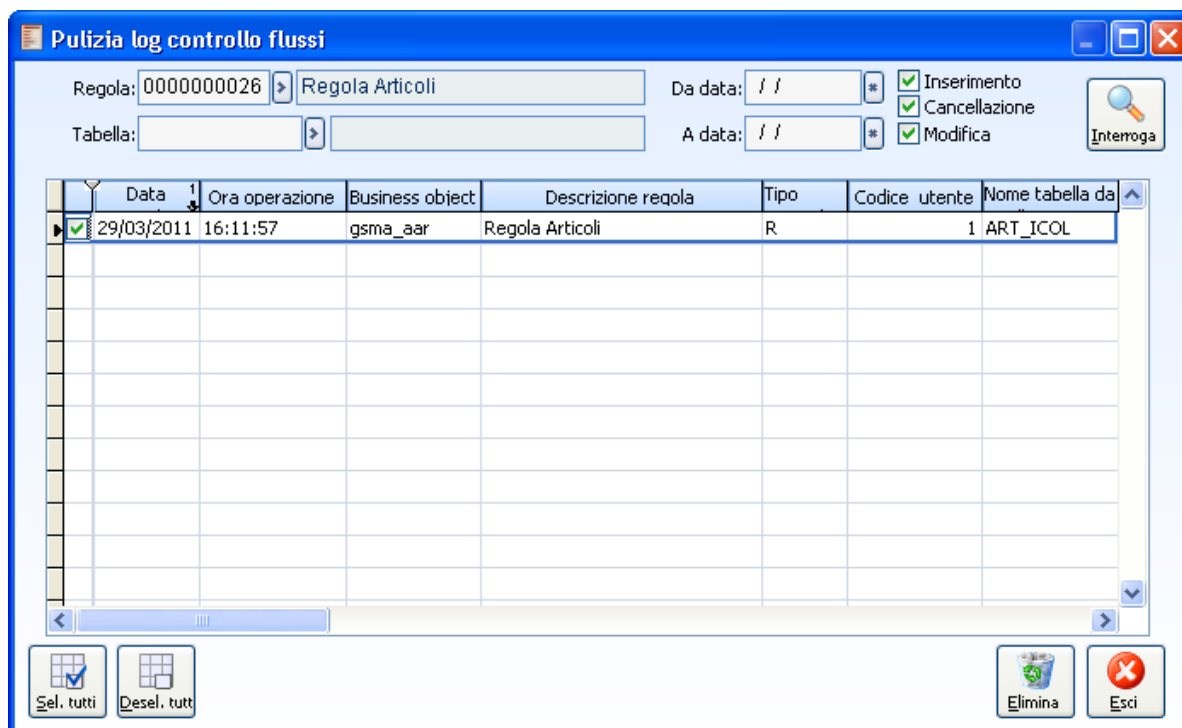 Pulizia log controllo flussi
Regola: 0000000026 Regola Articoli Da data: / / Inserimento
Cancellazione
Tabella: A data: / / Modifica
Interroga
Data 1 Ora operazione Business object Descrizione regola Tipo Codice utente Nome tabella da
29/03/2011 16:11:57 gsma_aar Regola Articoli R 1 ART_ICOL
Sel. tutti Desel. tutt Elimina Esci